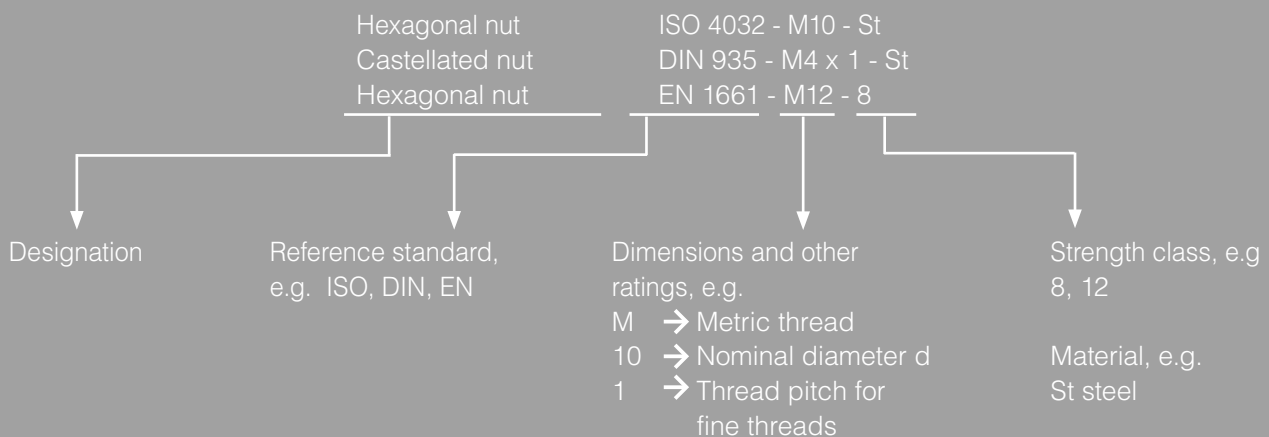 Hexagonal nut ISO 4032 - M10 - St
Castellated nut DIN 935 - M4 x 1 - St
Hexagonal nut EN 1661 - M12 - 8
Designation
Reference standard,
e.g. ISO, DIN, EN
Dimensions and other
ratings, e.g.
M → Metric thread
10 → Nominal diameter d
1 → Thread pitch for
fine threads
Strength class, e.g
8, 12
Material, e.g.
St steel